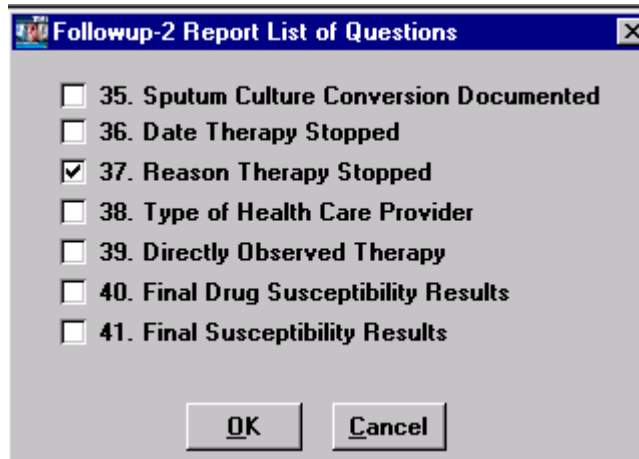 Followup-2 Report List of Questions
35. Sputum Culture Conversion Documented
36. Date Therapy Stopped
37. Reason Therapy Stopped
38. Type of Health Care Provider
39. Directly Observed Therapy
40. Final Drug Susceptibility Results
41. Final Susceptibility Results
OK Cancel